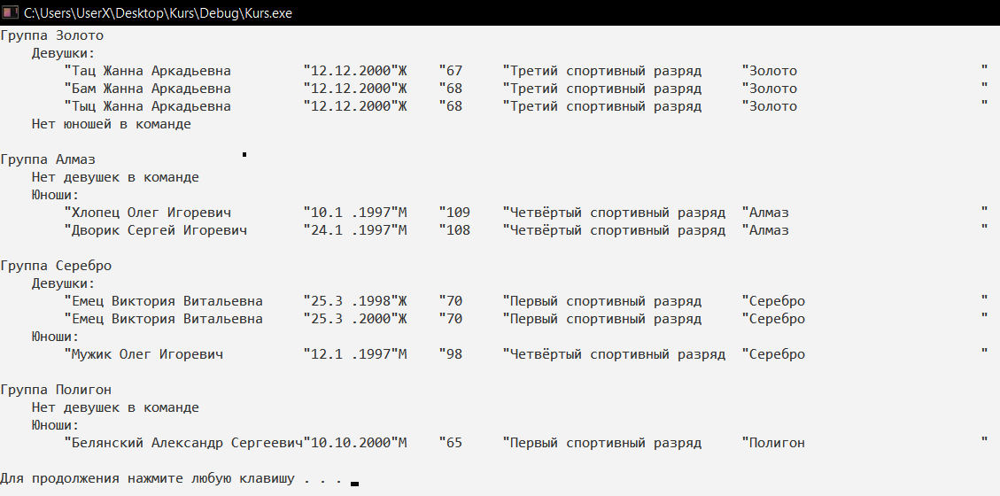 C:\Users\UserX\Desktop\Kurs\Debug\Kurs.exe
Группа Золото
    Девушки:
        "Тац Жанна Аркадьевна         "12.12.2000"Ж    "67     "Третий спортивный разряд     "Золото                       "
        "Бам Жанна Аркадьевна         "12.12.2000"Ж    "68     "Третий спортивный разряд     "Золото                       "
        "Тыц Жанна Аркадьевна         "12.12.2000"Ж    "68     "Третий спортивный разряд     "Золото                       "
    Нет юношей в команде

Группа Алмаз
    Нет девушек в команде
    Юноши:
        "Хлопец Олег Игоревич         "10.1 .1997"М    "109    "Четвёртый спортивный разряд  "Алмаз                        "
        "Дворик Сергей Игоревич       "24.1 .1997"М    "108    "Четвёртый спортивный разряд  "Алмаз                        "

Группа Серебро
    Девушки:
        "Емец Виктория Витальевна     "25.3 .1998"Ж    "70     "Первый спортивный разряд     "Серебро                      "
        "Емец Виктория Витальевна     "25.3 .2000"Ж    "70     "Первый спортивный разряд     "Серебро                      "
    Юноши:
        "Мужик Олег Игоревич          "12.1 .1997"М    "98     "Четвёртый спортивный разряд  "Серебро                      "

Группа Полигон
    Нет девушек в команде
    Юноши:
        "Белянский Александр Сергеевич"10.10.2000"М    "65     "Первый спортивный разряд     "Полигон                      "

Для продолжения нажмите любую клавишу . . .